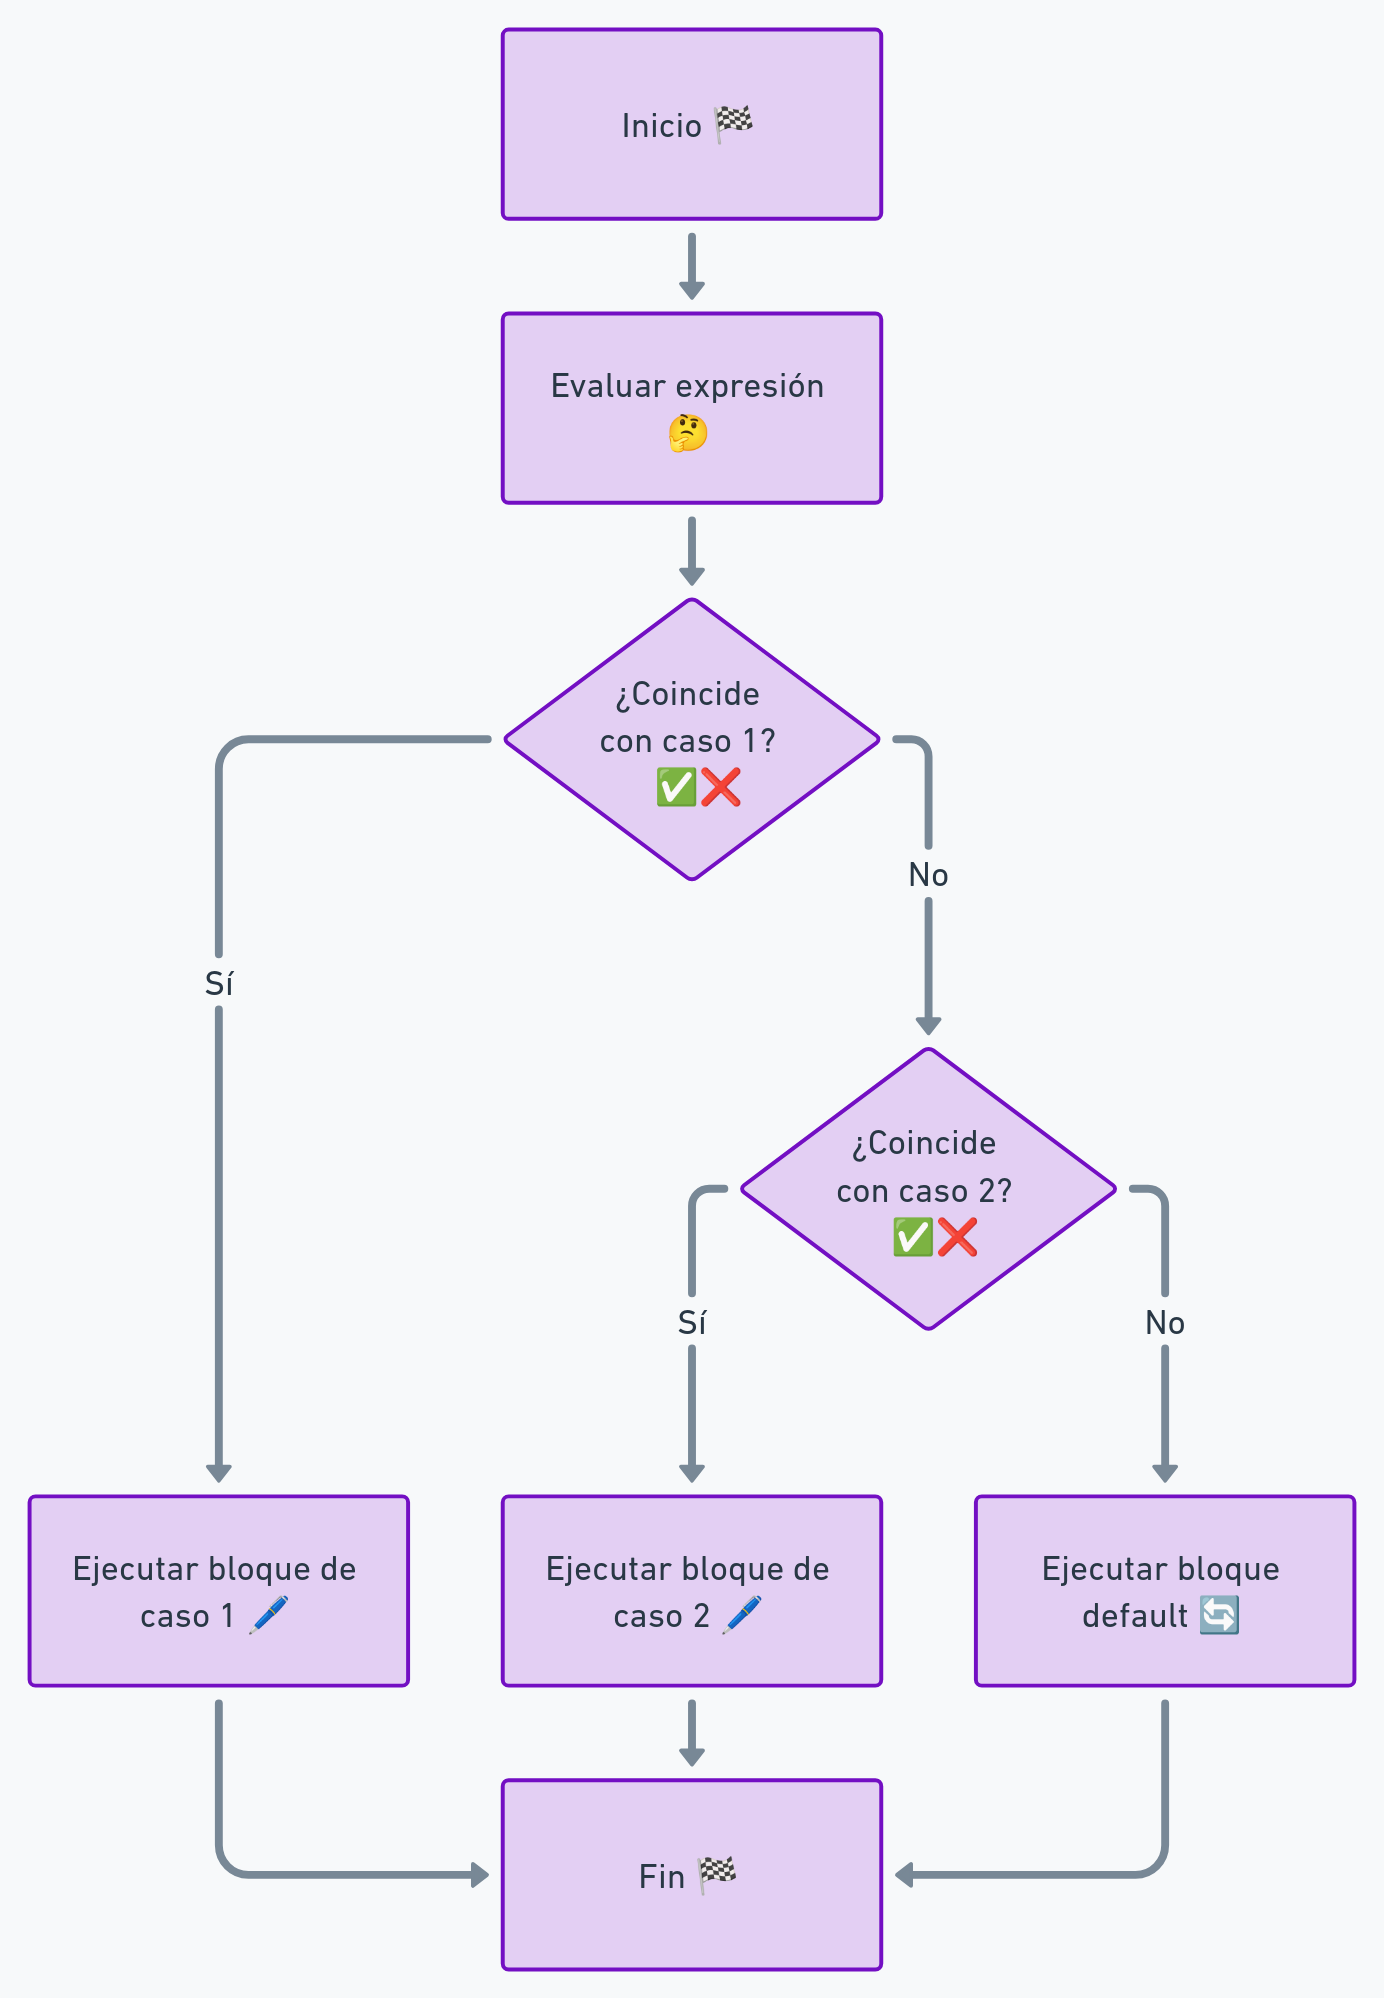 Inicio 🏁
Evaluar expresión
🤔
¿Coincide
con caso 1?
✅❌
No
Sí
¿Coincide
con caso 2?
✅❌
Sí
No
Ejecutar bloque de
caso 1 🖊️
Ejecutar bloque de
caso 2 🖊️
Ejecutar bloque
default 🔄
Fin 🏁